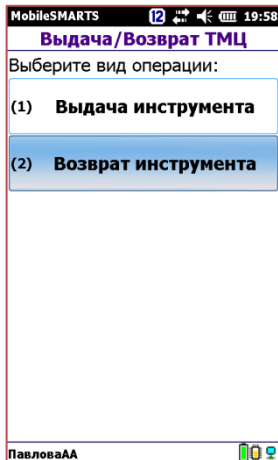 MobileSMARTS 12 19:58
Выдача/Возврат ТМЦ
Выберите вид операции:
(1) Выдача инструмента
(2) Возврат инструмента
ПавловаАА